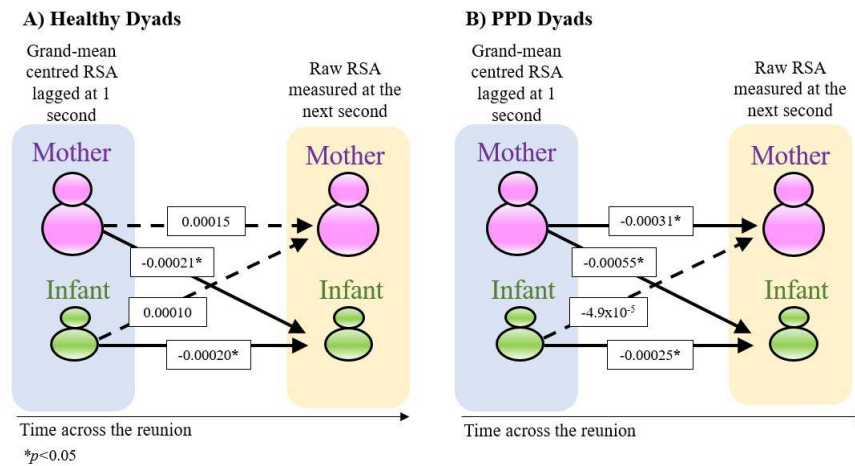 A) Healthy Dyads
Grand-mean
centred RSA
lagged at 1
second
Raw RSA
measured at the
next second
Mother
Mother
0.00015
-0.00021*
Infant
Infant
0.00010
-0.00020*
Time across the reunion
*p<0.05
B) PPD Dyads
Grand-mean
centred RSA
lagged at 1
second
Raw RSA
measured at the
next second
Mother
Mother
-0.00031*
-0.00055*
Infant
Infant
-4.9x10⁻⁵
-0.00025*
Time across the reunion